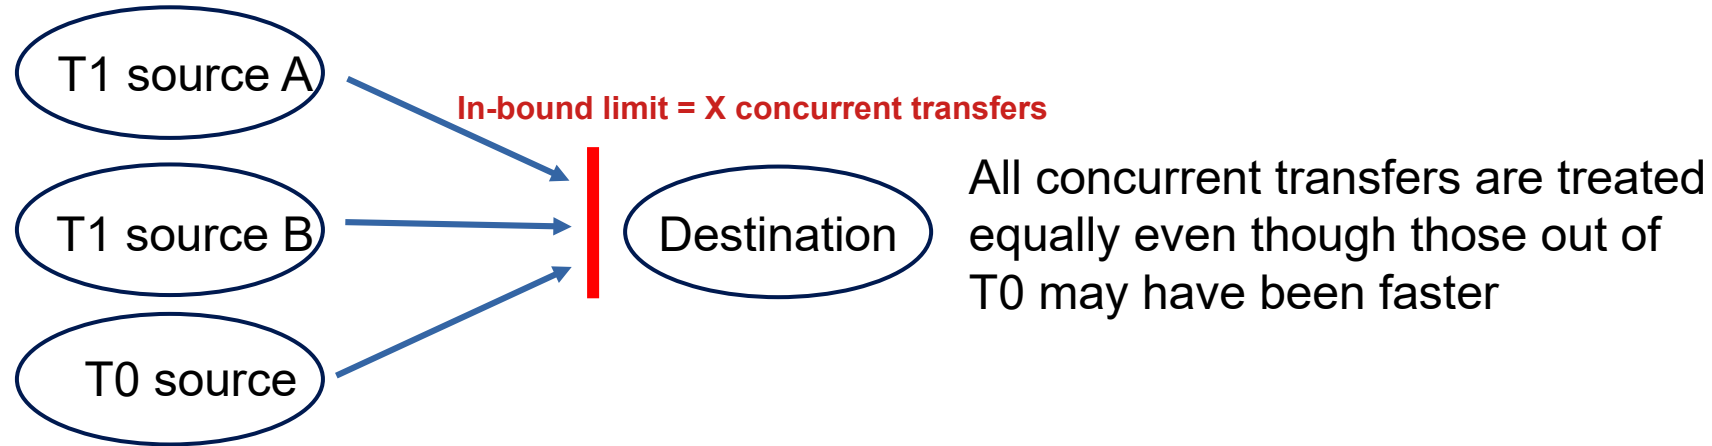 T1 source A
In-bound limit = X concurrent transfers
T1 source B
Destination
All concurrent transfers are treated
equally even though those out of
T0 may have been faster
T0 source